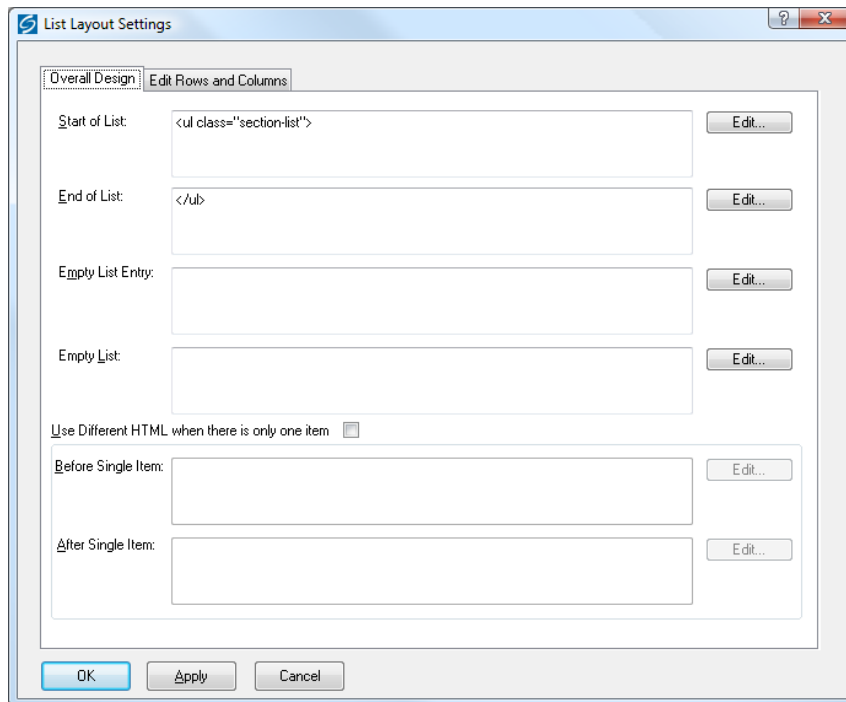 List Layout Settings
Overall Design Edit Rows and Columns
Start of List: <ul class="section-list"> Edit...
End of List: </ul> Edit...
Empty List Entry: Edit...
Empty List: Edit...
Use Different HTML when there is only one item
Before Single Item: Edit...
After Single Item: Edit...
OK Apply Cancel